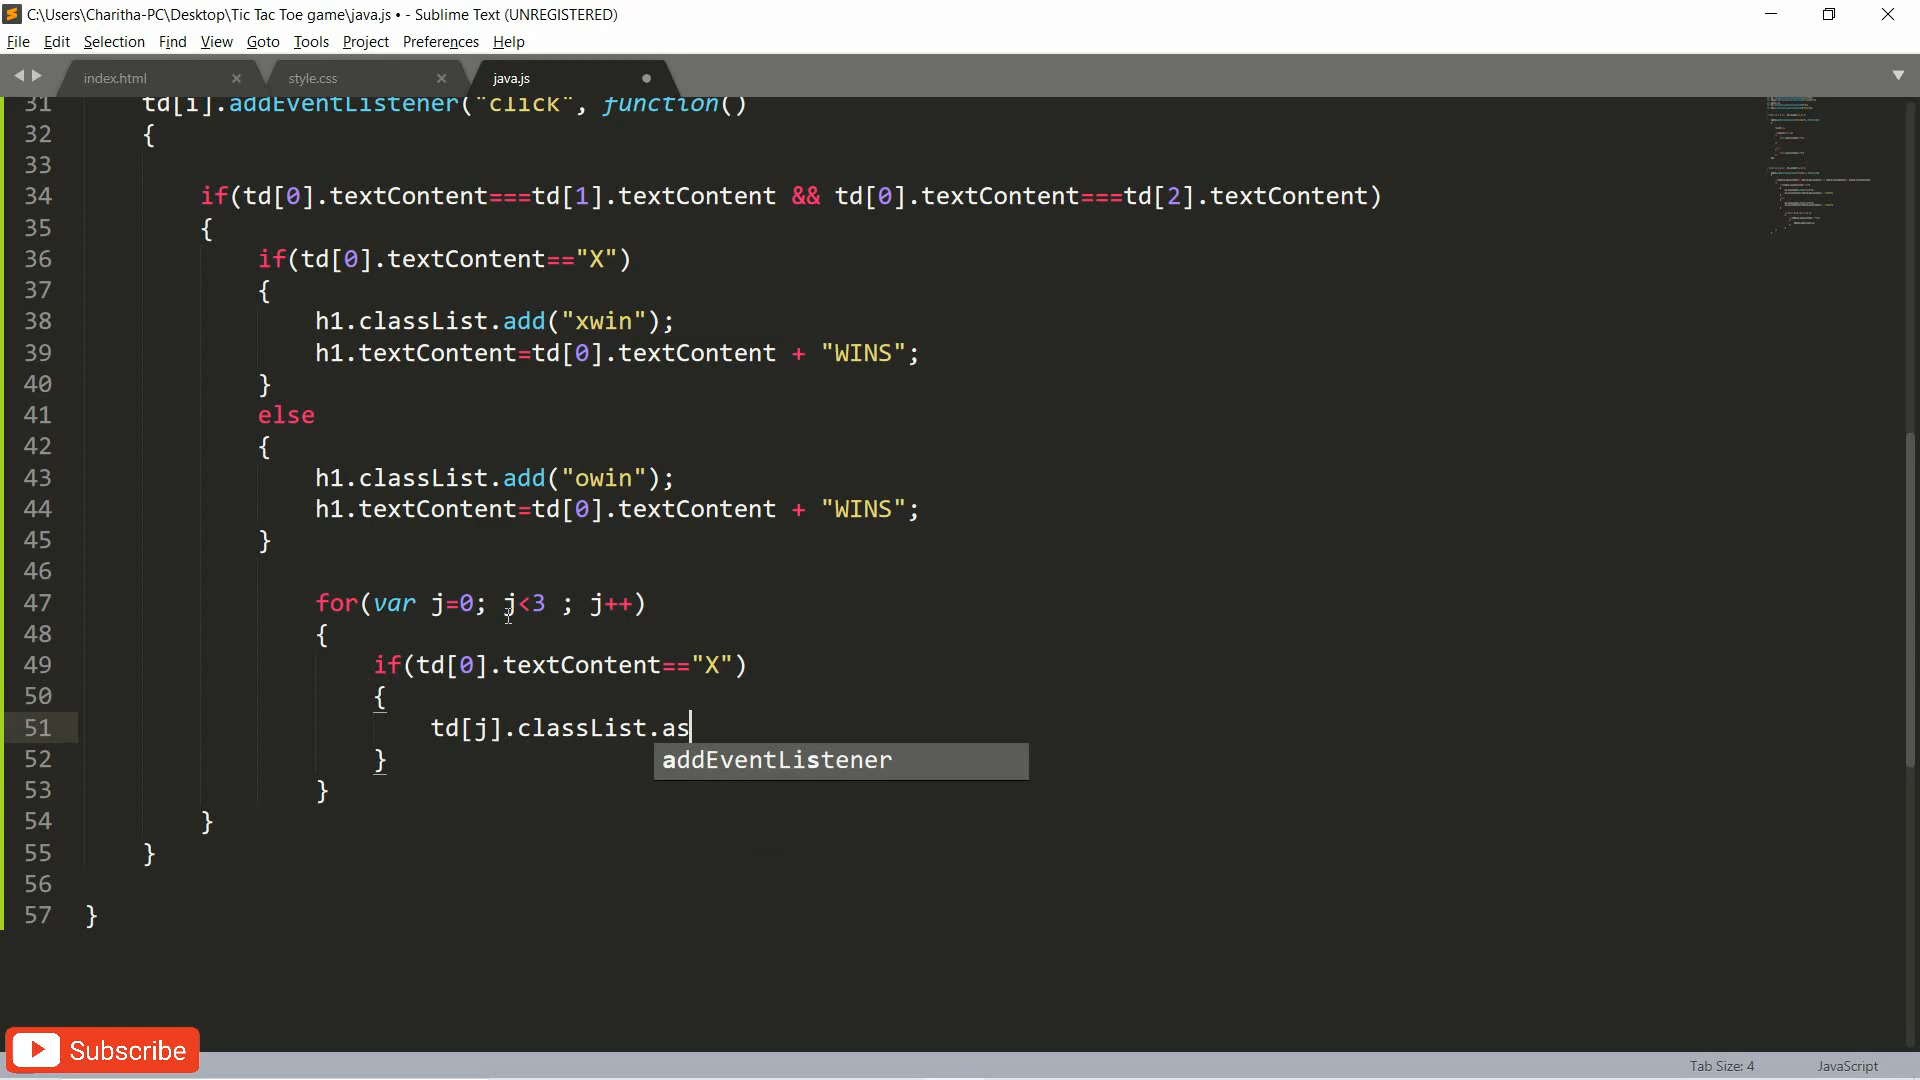 C:\Users\Charitha-PC\Desktop\Tic Tac Toe game\java.js • - Sublime Text (UNREGISTERED)
File Edit Selection Find View Goto Tools Project Preferences Help
index.html × style.css × java.js
31 td[i].addEventListener("click", function()
32 {
33
34 if(td[0].textContent===td[1].textContent && td[0].textContent===td[2].textContent)
35 {
36 if(td[0].textContent=="X")
37 {
38 h1.classList.add("xwin");
39 h1.textContent=td[0].textContent + "WINS";
40 }
41 else
42 {
43 h1.classList.add("owin");
44 h1.textContent=td[0].textContent + "WINS";
45 }
46
47 for(var j=0; j<3 ; j++)
48 {
49 if(td[0].textContent=="X")
50 {
51 td[j].classList.as
52 }
addEventListener
53 }
54 }
55 }
56
57 }
Subscribe
Tab Size: 4 JavaScript